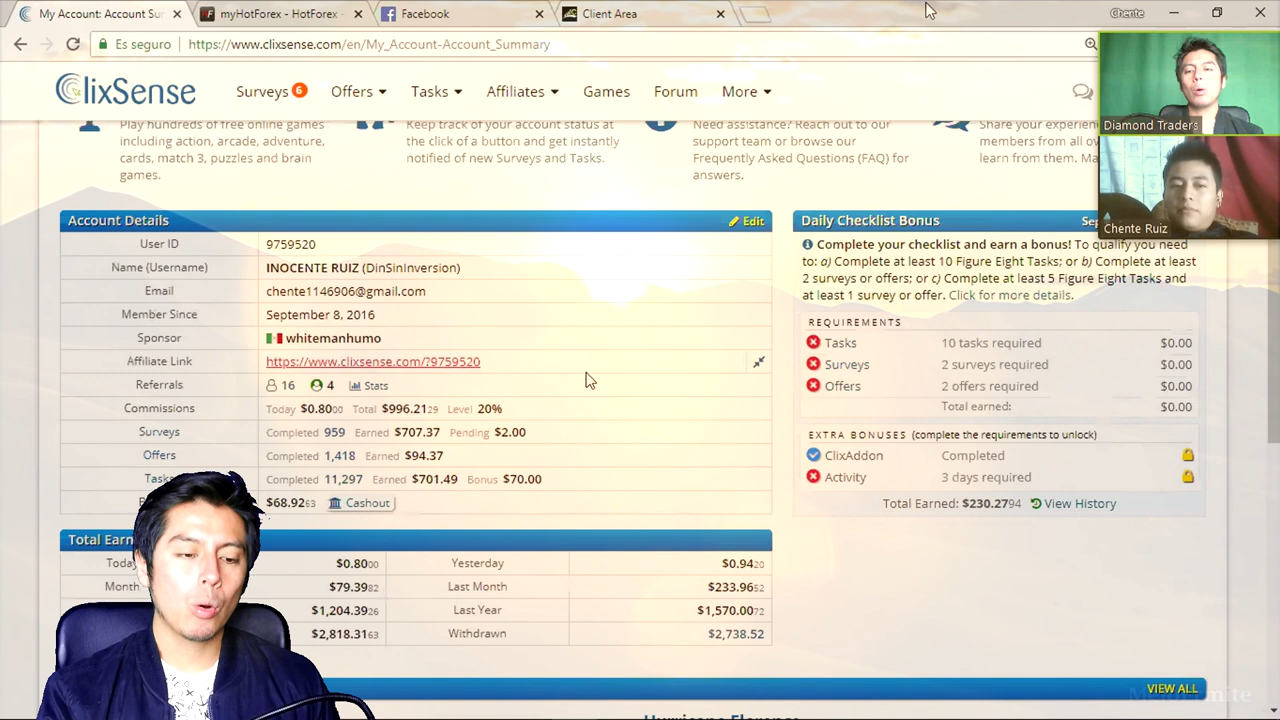 My Account: Account Sum
myHotForex - HotForex
Facebook
Client Area
Chente
Es seguro
https://www.clixsense.com/en/My_Account-Account_Summary
ClixSense
Surveys 6
Offers
Tasks
Affiliates
Games
Forum
More
Diamond Traders
Chente Ruiz
Play hundreds of free online games
including action, arcade, adventure,
cards, match 3, puzzles and brain
games.
Keep track of your account status at
the click of a button and get instantly
notified of new Surveys and Tasks.
Need assistance? Reach out to our
support team or browse our
Frequently Asked Questions (FAQ) for
answers.
Share your experien
members from all ov
learn from them. Ma
Account Details
Edit
User ID 9759520
Name (Username) INOCENTE RUIZ (DinSinInversion)
Email chente1146906@gmail.com
Member Since September 8, 2016
Sponsor whitemanhumo
Affiliate Link https://www.clixsense.com/?9759520
Referrals 16 4 Stats
Commissions Today $0.8000 Total $996.2129 Level 20%
Surveys Completed 959 Earned $707.37 Pending $2.00
Offers Completed 1,418 Earned $94.37
Tasks Completed 11,297 Earned $701.49 Bonus $70.00
$68.9263 Cashout
Total Earn
Today $0.8000 Yesterday $0.9420
Month $79.3982 Last Month $233.9652
$1,204.3926 Last Year $1,570.0072
$2,818.3163 Withdrawn $2,738.52
Daily Checklist Bonus
Sep
Complete your checklist and earn a bonus! To qualify you need
to: a) Complete at least 10 Figure Eight Tasks; or b) Complete at least
2 surveys or offers; or c) Complete at least 5 Figure Eight Tasks and
at least 1 survey or offer. Click for more details.
REQUIREMENTS
Tasks 10 tasks required $0.00
Surveys 2 surveys required $0.00
Offers 2 offers required $0.00
Total earned: $0.00
EXTRA BONUSES (complete the requirements to unlock)
ClixAddon Completed
Activity 3 days required
Total Earned: $230.2794 View History
VIEW ALL
Hurricane Florence